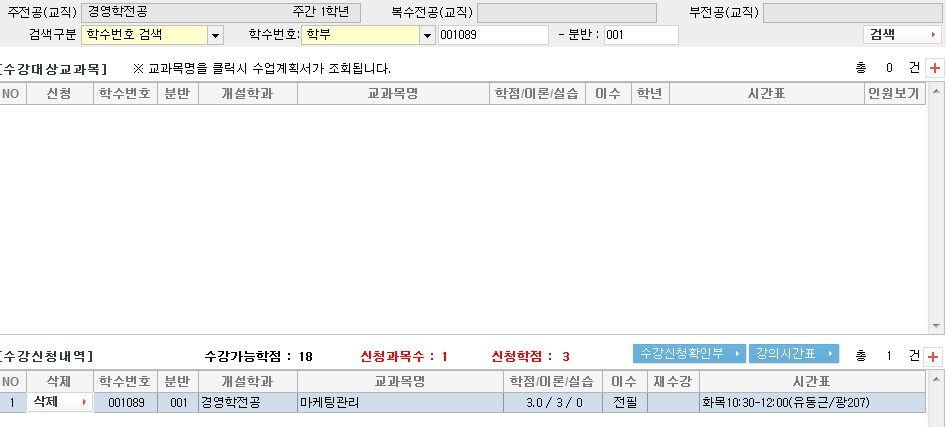 주전공(교직) 경영학전공 주간 1학년 복수전공(교직) 부전공(교직)
검색구분 학수번호 검색 학수번호: 학부 001089 - 분반 : 001 검색
[수강대상교과목] ※ 교과목명을 클릭시 수업계획서가 조회됩니다. 총 0 건
NO 신청 학수번호 분반 개설학과 교과목명 학점/이론/실습 이수 학년 시간표 인원보기
[수강신청내역] 수강가능학점 : 18 신청과목수 : 1 신청학점 : 3 수강신청확인부 강의시간표 총 1 건
NO 삭제 학수번호 분반 개설학과 교과목명 학점/이론/실습 이수 재수강 시간표
1 삭제 001089 001 경영학전공 마케팅관리 3.0 / 3 / 0 전필 화목10:30-12:00(유동근/광207)